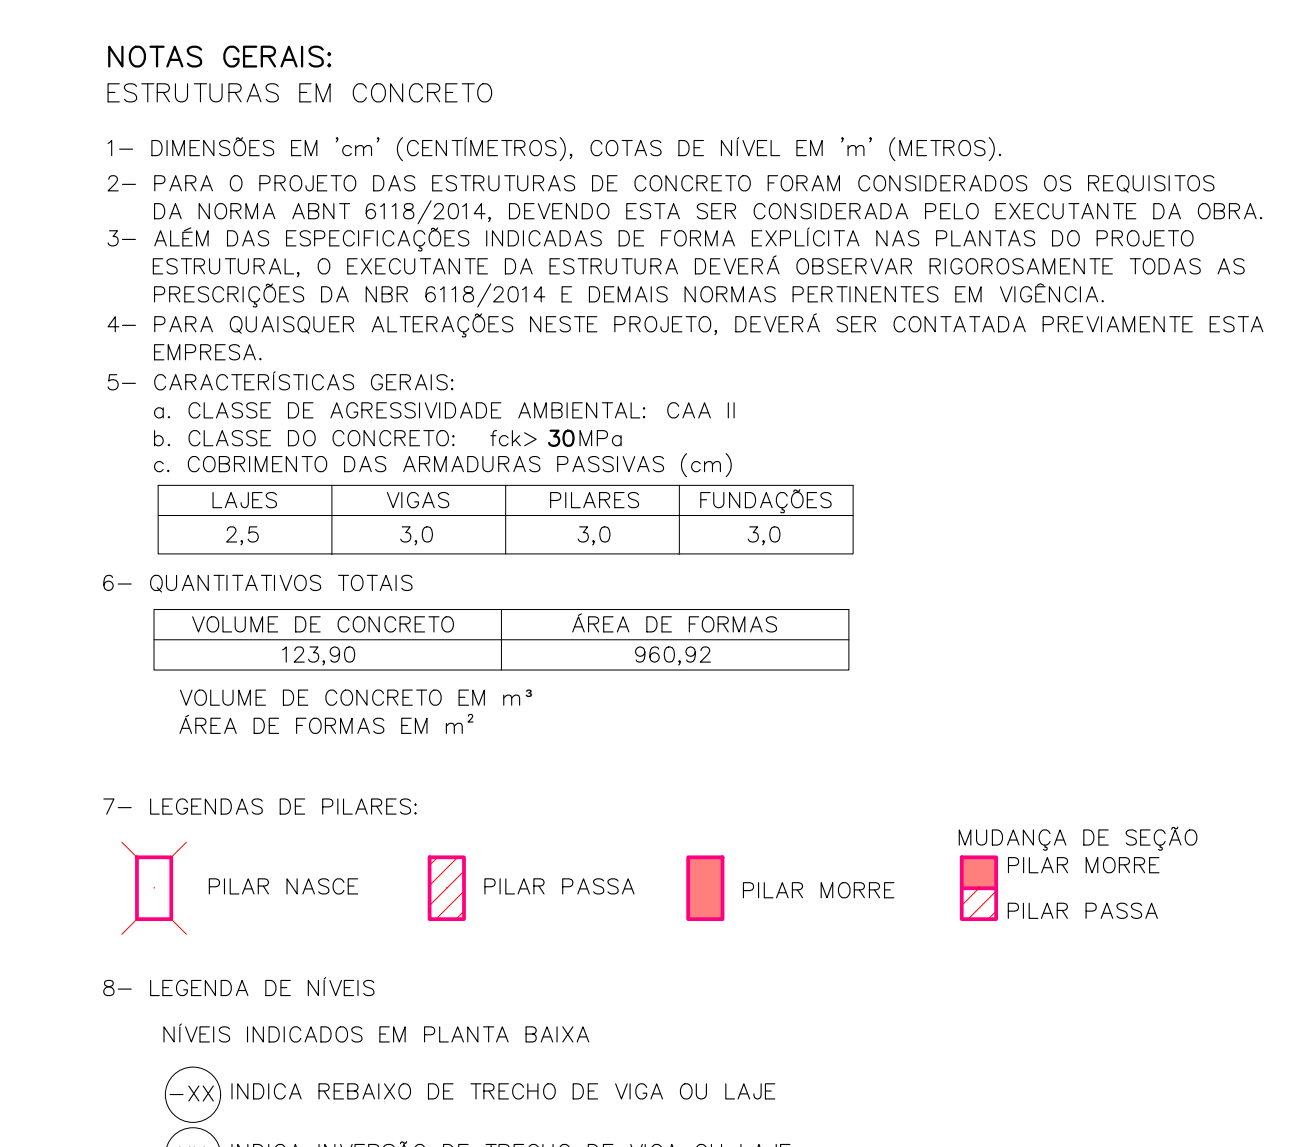 NOTAS GERAIS:
ESTRUTURAS EM CONCRETO
1– DIMENSÕES EM 'cm' (CENTÍMETROS), COTAS DE NÍVEL EM 'm' (METROS).
2– PARA O PROJETO DAS ESTRUTURAS DE CONCRETO FORAM CONSIDERADOS OS REQUISITOS
DA NORMA ABNT 6118/2014, DEVENDO ESTA SER CONSIDERADA PELO EXECUTANTE DA OBRA.
3– ALÉM DAS ESPECIFICAÇÕES INDICADAS DE FORMA EXPLÍCITA NAS PLANTAS DO PROJETO
ESTRUTURAL, O EXECUTANTE DA ESTRUTURA DEVERÁ OBSERVAR RIGOROSAMENTE TODAS AS
PRESCRIÇÕES DA NBR 6118/2014 E DEMAIS NORMAS PERTINENTES EM VIGÊNCIA.
4– PARA QUAISQUER ALTERAÇÕES NESTE PROJETO, DEVERÁ SER CONTATADA PREVIAMENTE ESTA
EMPRESA.
5– CARACTERÍSTICAS GERAIS:
a. CLASSE DE AGRESSIVIDADE AMBIENTAL: CAA II
b. CLASSE DO CONCRETO: fck> 30MPa
c. COBRIMENTO DAS ARMADURAS PASSIVAS (cm)
LAJES VIGAS PILARES FUNDAÇÕES
2,5 3,0 3,0 3,0
6– QUANTITATIVOS TOTAIS
VOLUME DE CONCRETO ÁREA DE FORMAS
123,90 960,92
VOLUME DE CONCRETO EM m³
ÁREA DE FORMAS EM m²
7– LEGENDAS DE PILARES:
MUDANÇA DE SEÇÃO
PILAR NASCE PILAR PASSA PILAR MORRE PILAR MORRE
PILAR PASSA
8– LEGENDA DE NÍVEIS
NÍVEIS INDICADOS EM PLANTA BAIXA
–XX INDICA REBAIXO DE TRECHO DE VIGA OU LAJE
INDICA INVERSÃO DE TRECHO DE VIGA OU LAJE